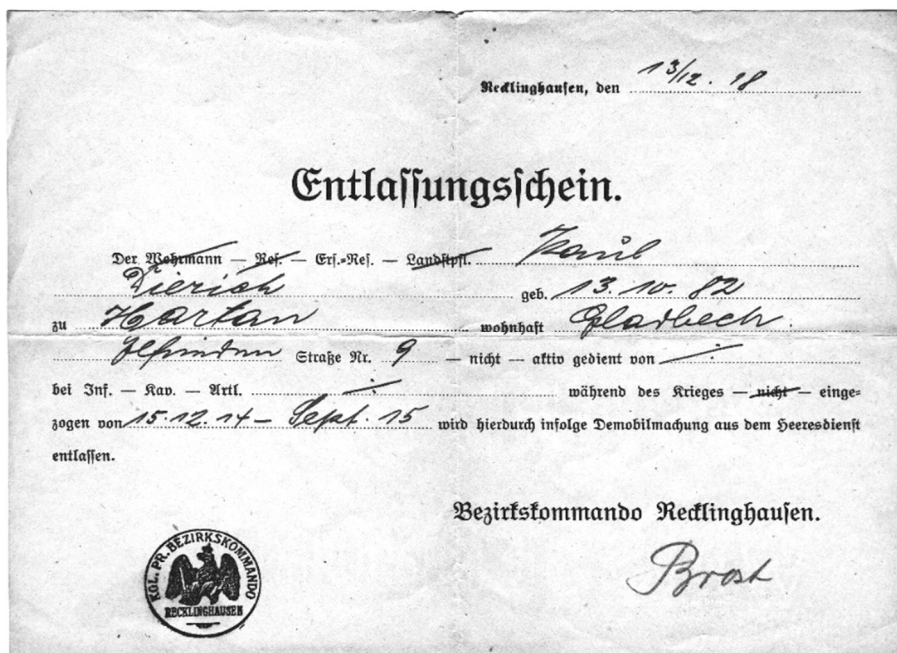 Recklinghausen, den 13/12. 18
Entlassungsschein.
Der Wehrmann — Res. — Ers.=Res. — Landstpfl. Paul
Dierich geb. 13. 10. 82
zu Hartau wohnhaft Gladbeck.
Straße Nr. 9 — nicht — aktiv gedient von ÷
bei Inf. — Kav. — Artl. ÷ während des Krieges — nicht — einge=
zogen von 15.12.14 — Sept. 15 wird hierdurch infolge Demobilmachung aus dem Heeresdienst
entlassen.
Bezirkskommando Recklinghausen.
Brost
KGL. PR. BEZIRKSKOMMANDO
RECKLINGHAUSEN